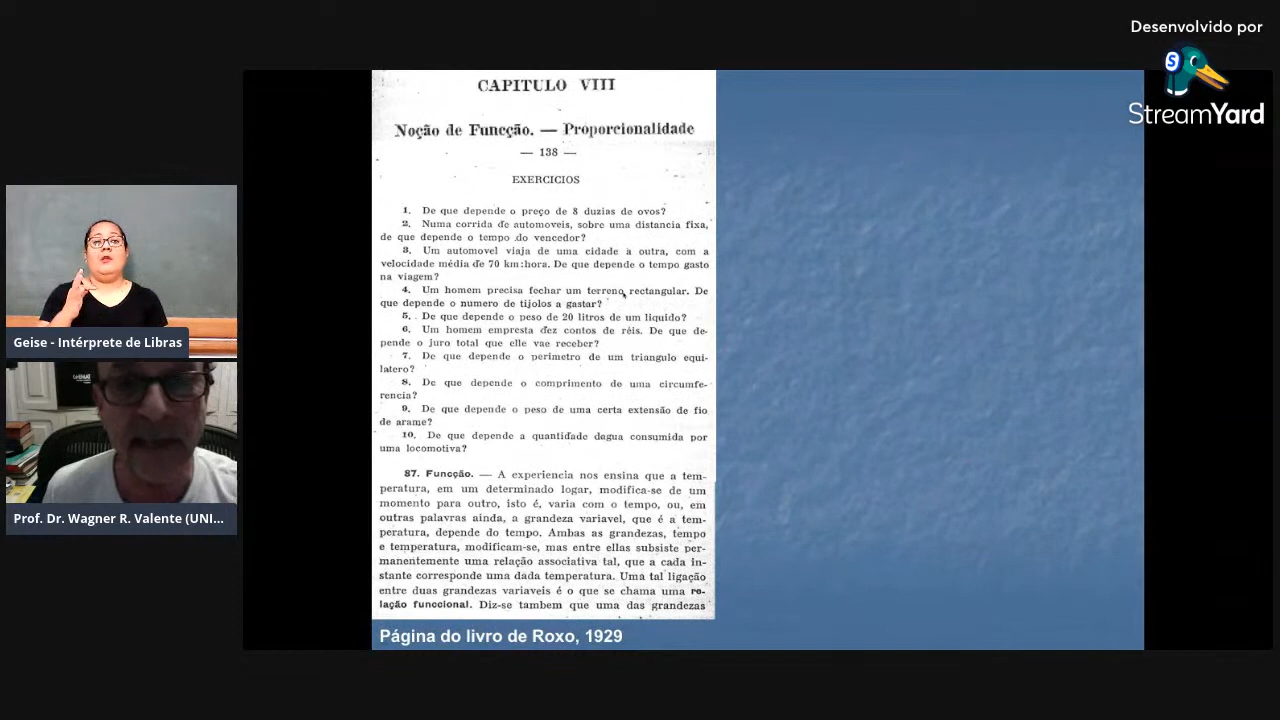 Desenvolvido por
StreamYard
CAPITULO VIII
Noção de Funcção. — Proporcionalidade
— 138 —
EXERCICIOS
1. De que depende o preço de 8 duzias de ovos?
2. Numa corrida de automoveis, sobre uma distancia fixa,
de que depende o tempo do vencedor?
3. Um automovel viaja de uma cidade à outra, com a
velocidade média de 70 km:hora. De que depende o tempo gasto
na viagem?
4. Um homem precisa fechar um terreno rectangular. De
que depende o numero de tijolos a gastar?
5. De que depende o peso de 20 litros de um liquido?
6. Um homem empresta dez contos de réis. De que de-
pende o juro total que elle vae receber?
7. De que depende o perimetro de um triangulo equi-
latero?
8. De que depende o comprimento de uma circumfe-
rencia?
9. De que depende o peso de uma certa extensão de fio
de arame?
10. De que depende a quantidade dagua consumida por
uma locomotiva?
87. Funcção. — A experiencia nos ensina que a tem-
peratura, em um determinado logar, modifica-se de um
momento para outro, isto é, varia com o tempo, ou, em
outras palavras ainda, a grandeza variavel, que é a tem-
peratura, depende do tempo. Ambas as grandezas, tempo
e temperatura, modificam-se, mas entre ellas subsiste per-
manentemente uma relação associativa tal, que a cada in-
stante corresponde uma dada temperatura. Uma tal ligação
entre duas grandezas variaveis é o que se chama uma re-
lação funccional. Diz-se tambem que uma das grandezas
Página do livro de Roxo, 1929
Geise - Intérprete de Libras
Prof. Dr. Wagner R. Valente (UNI...